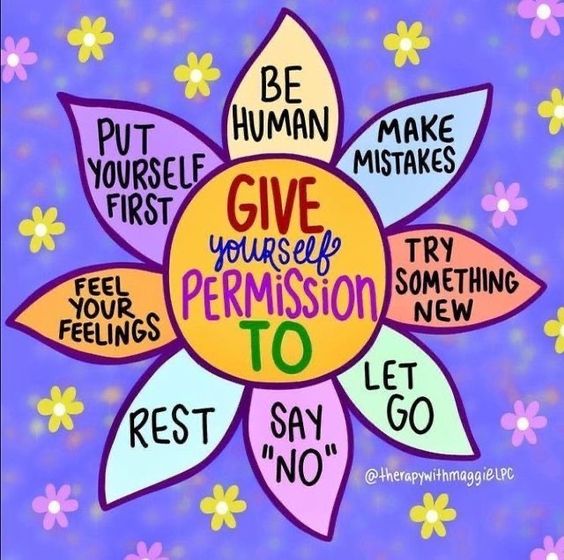 GIVE
yourself
PERMISSION
TO
BE
HUMAN
MAKE
MISTAKES
TRY
SOMETHING
NEW
LET
GO
SAY
"NO"
REST
FEEL
YOUR
FEELINGS
PUT
YOURSELF
FIRST
@therapywithmaggieLPC